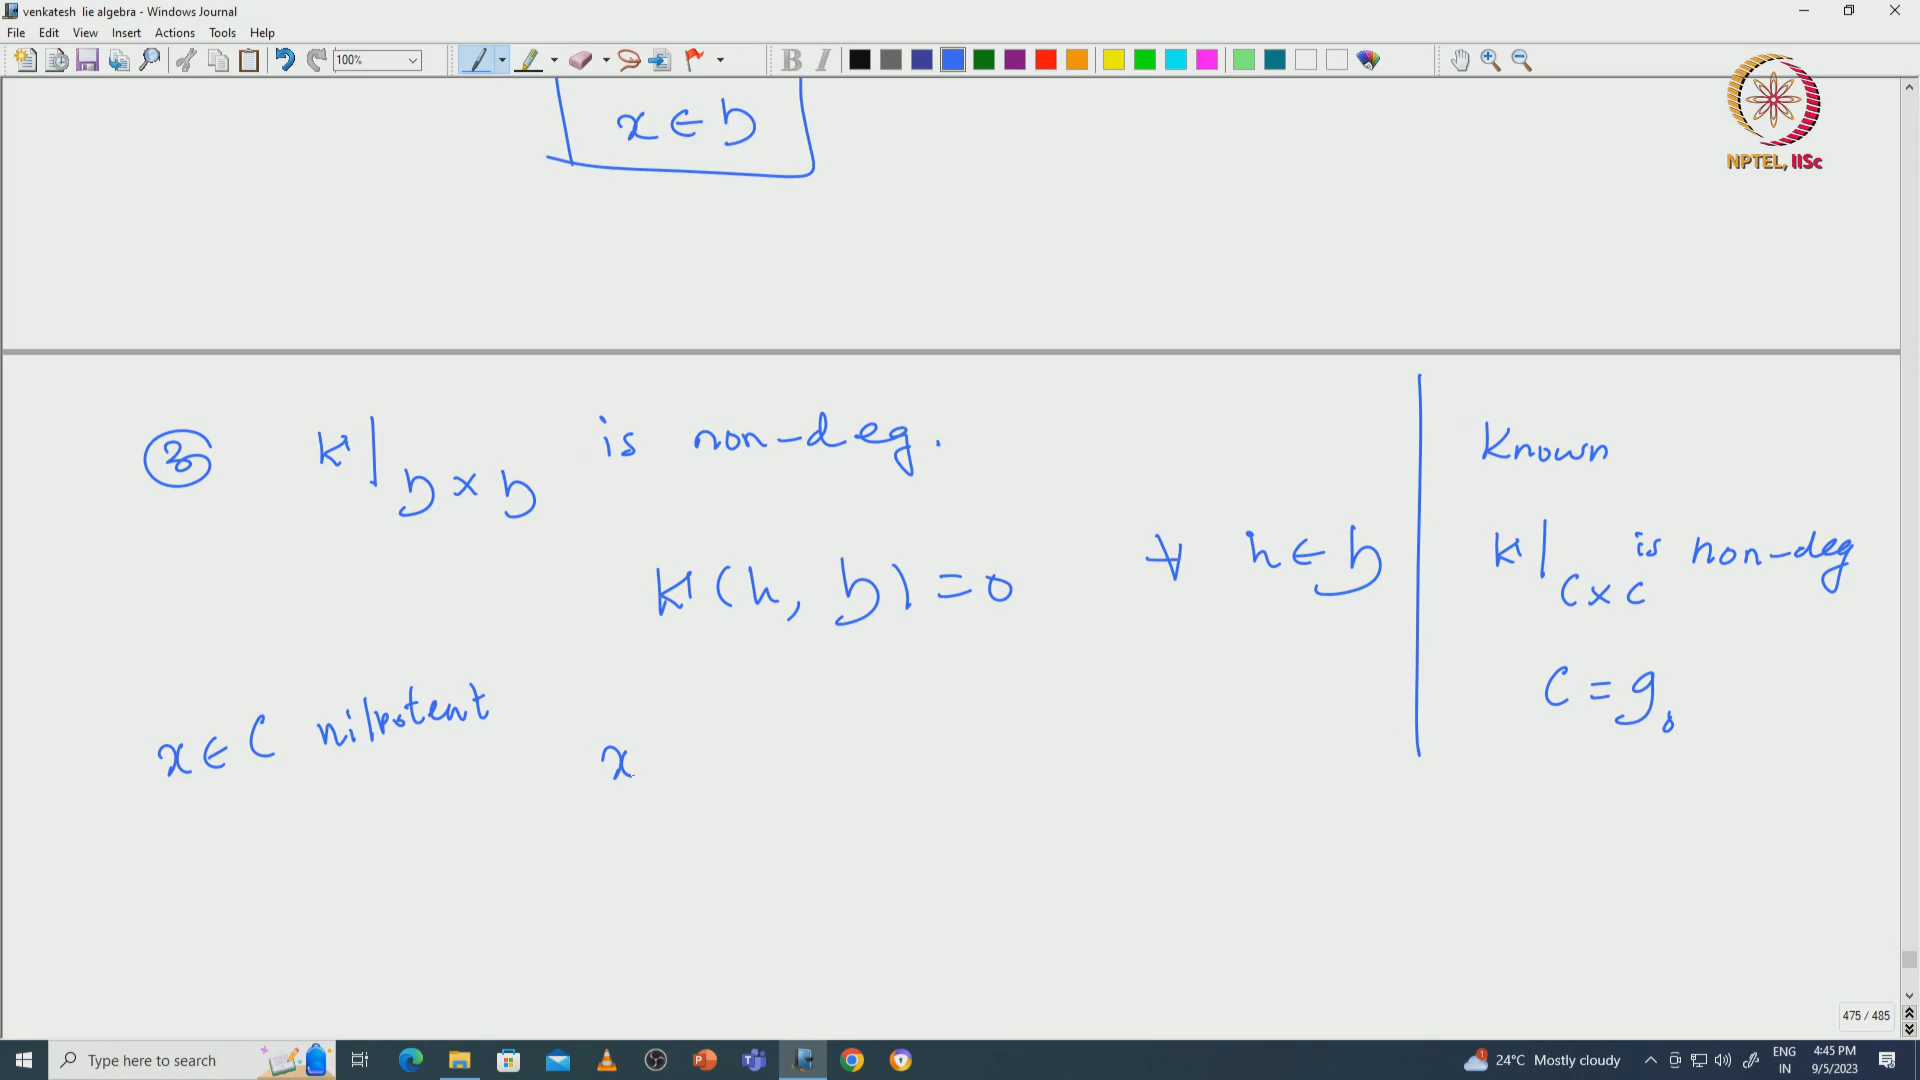 venkatesh lie algebra - Windows Journal
File Edit View Insert Actions Tools Help
100%
B I
NPTEL, IISc
x ∈ 𝔥
③ κ|𝔥×𝔥 is non-deg.
κ(h, 𝔥) = 0 ∀ h ∈ 𝔥
x ∈ C nilpotent x
Known
κ|C×C is non-deg
C = g₀
475 / 485
Type here to search
24°C Mostly cloudy
ENG
IN
4:45 PM
9/5/2023